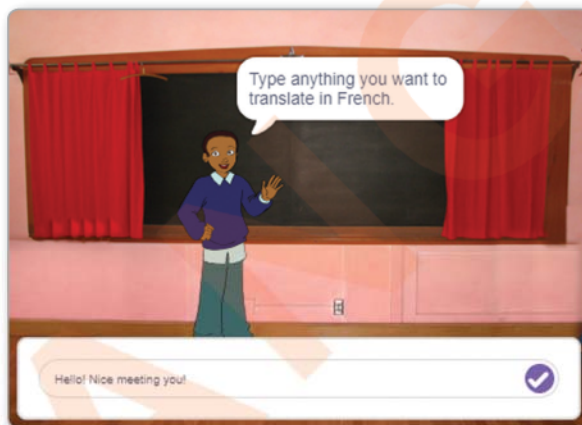 Type anything you want to
translate in French.
Hello! Nice meeting you!